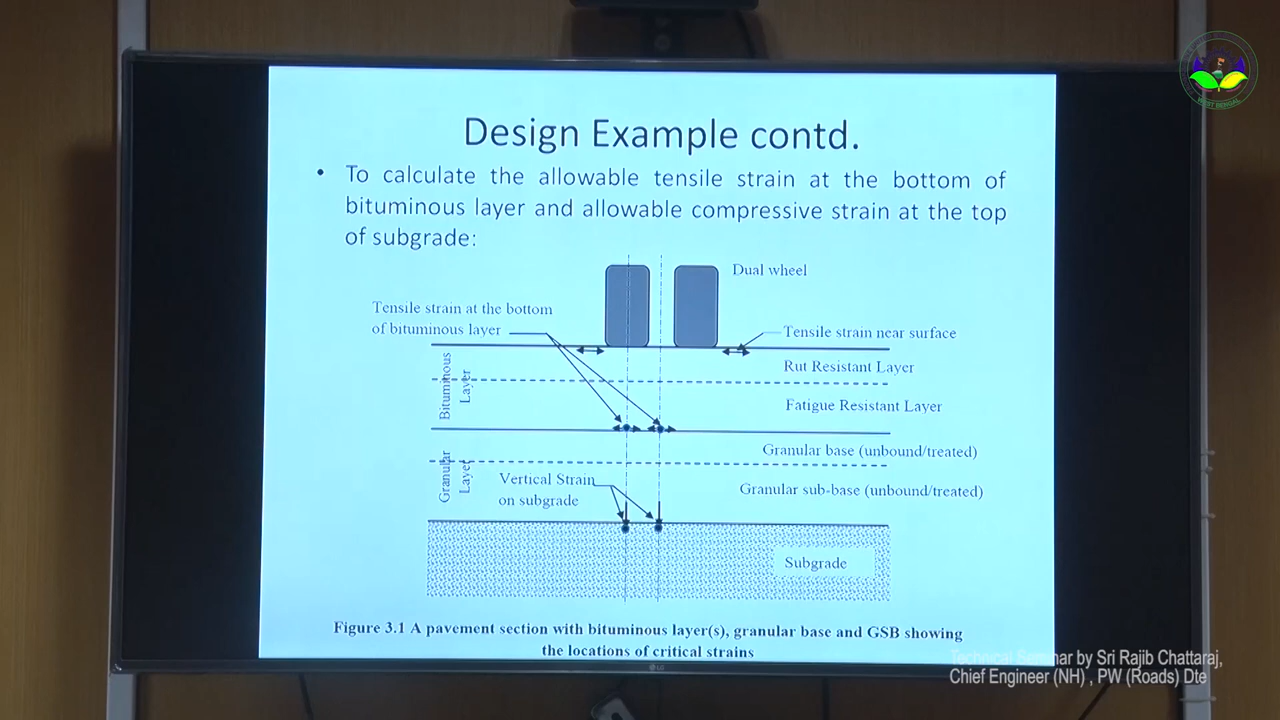 Design Example contd.
• To calculate the allowable tensile strain at the bottom of
bituminous layer and allowable compressive strain at the top
of subgrade:
Dual wheel
Tensile strain at the bottom
of bituminous layer
Tensile strain near surface
Bituminous
Layer
Rut Resistant Layer
Fatigue Resistant Layer
Granular
Layer
Granular base (unbound/treated)
Vertical Strain
on subgrade
Granular sub-base (unbound/treated)
Subgrade
Figure 3.1 A pavement section with bituminous layer(s), granular base and GSB showing
the locations of critical strains
LG
Technical Seminar by Sri Rajib Chattaraj,
Chief Engineer (NH) , PW (Roads) Dte
WEST BENGAL